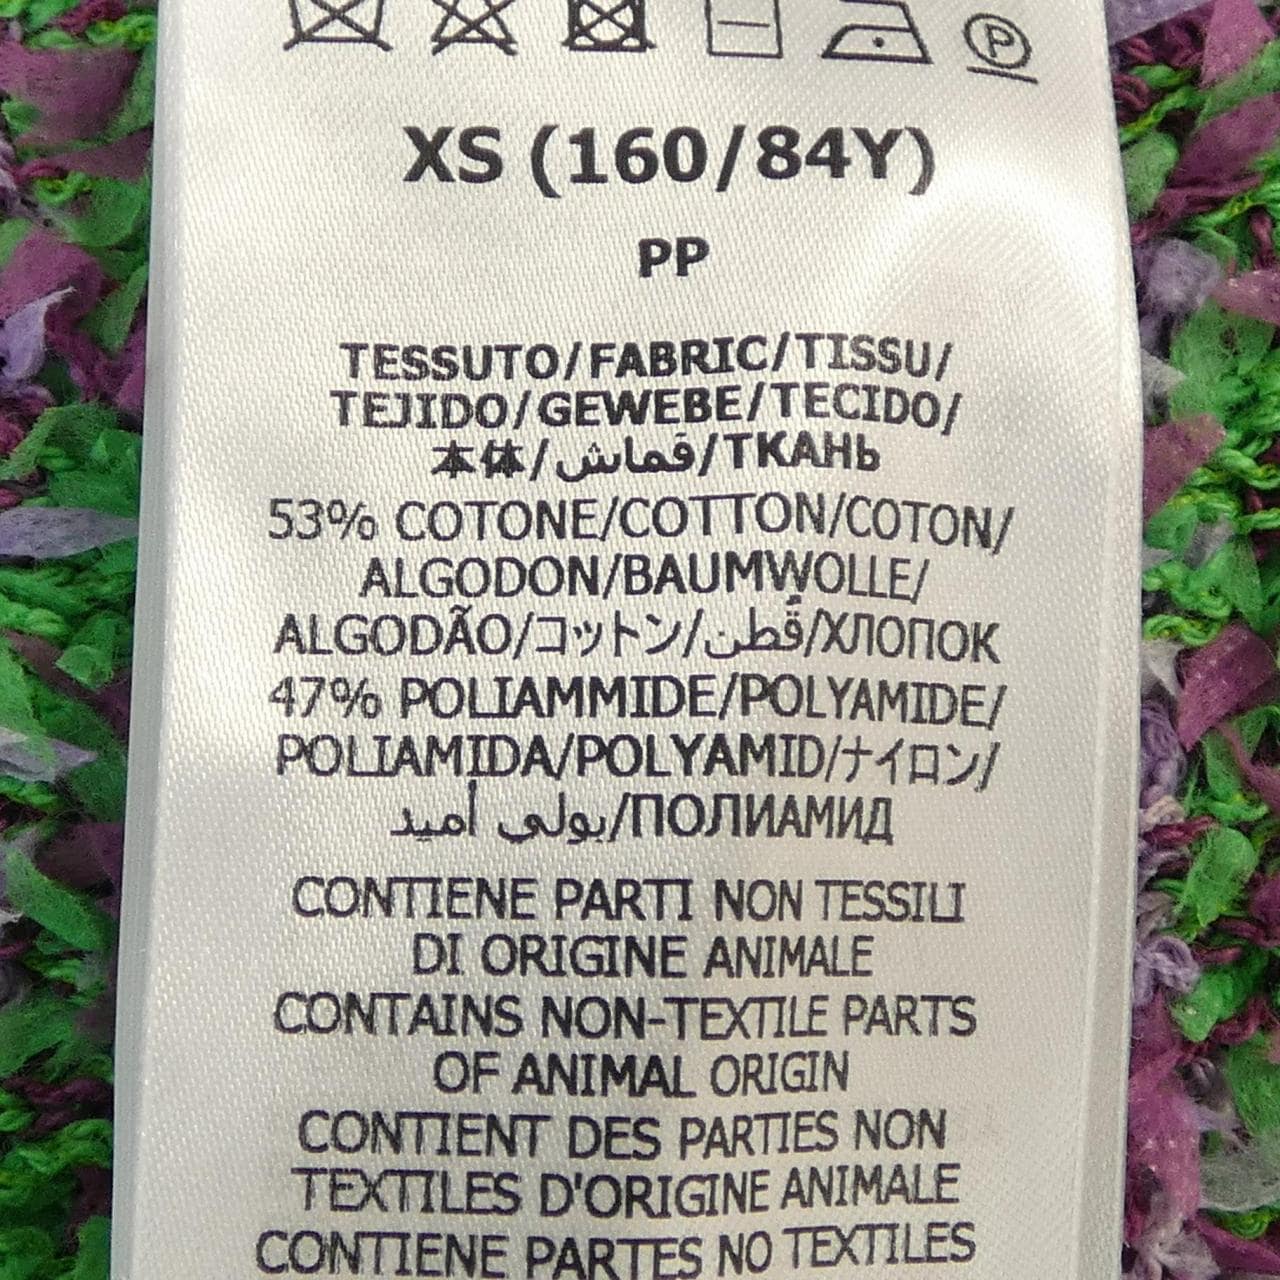 XS (160/84Y)
PP
TESSUTO/FABRIC/TISSU/
TEJIDO/GEWEBE/TECIDO/
本体/قماش/ТКАНЬ
53% COTONE/COTTON/COTON/
ALGODON/BAUMWOLLE/
ALGODÃO/コットン/قُطن/ХЛОПОК
47% POLIAMMIDE/POLYAMIDE/
POLIAMIDA/POLYAMID/ナイロン/
بولي أميد/ПОЛИАМИД
CONTIENE PARTI NON TESSILI
DI ORIGINE ANIMALE
CONTAINS NON-TEXTILE PARTS
OF ANIMAL ORIGIN
CONTIENT DES PARTIES NON
TEXTILES D'ORIGINE ANIMALE
CONTIENE PARTES NO TEXTILES